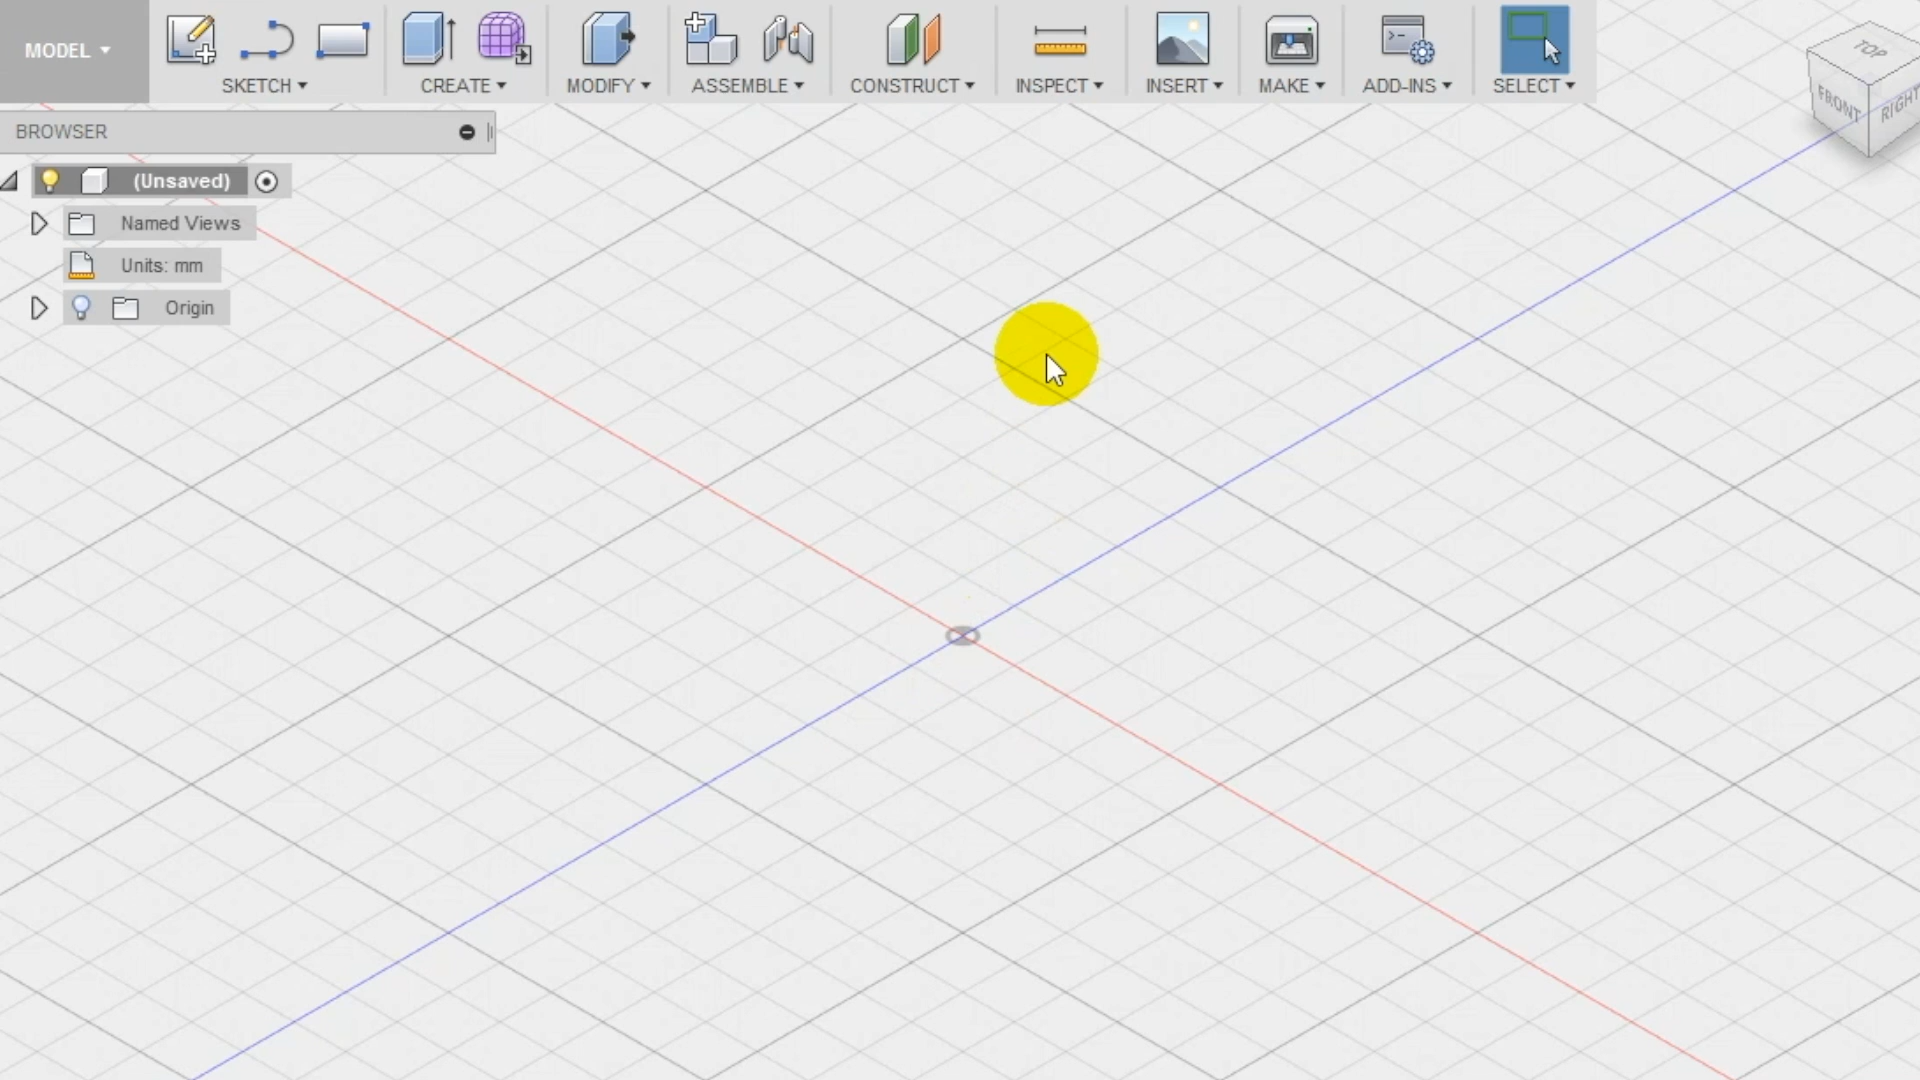 MODEL
SKETCH
CREATE
MODIFY
ASSEMBLE
CONSTRUCT
INSPECT
INSERT
MAKE
ADD-INS
SELECT
TOP
FRONT
RIGHT
BROWSER
(Unsaved)
Named Views
Units: mm
Origin